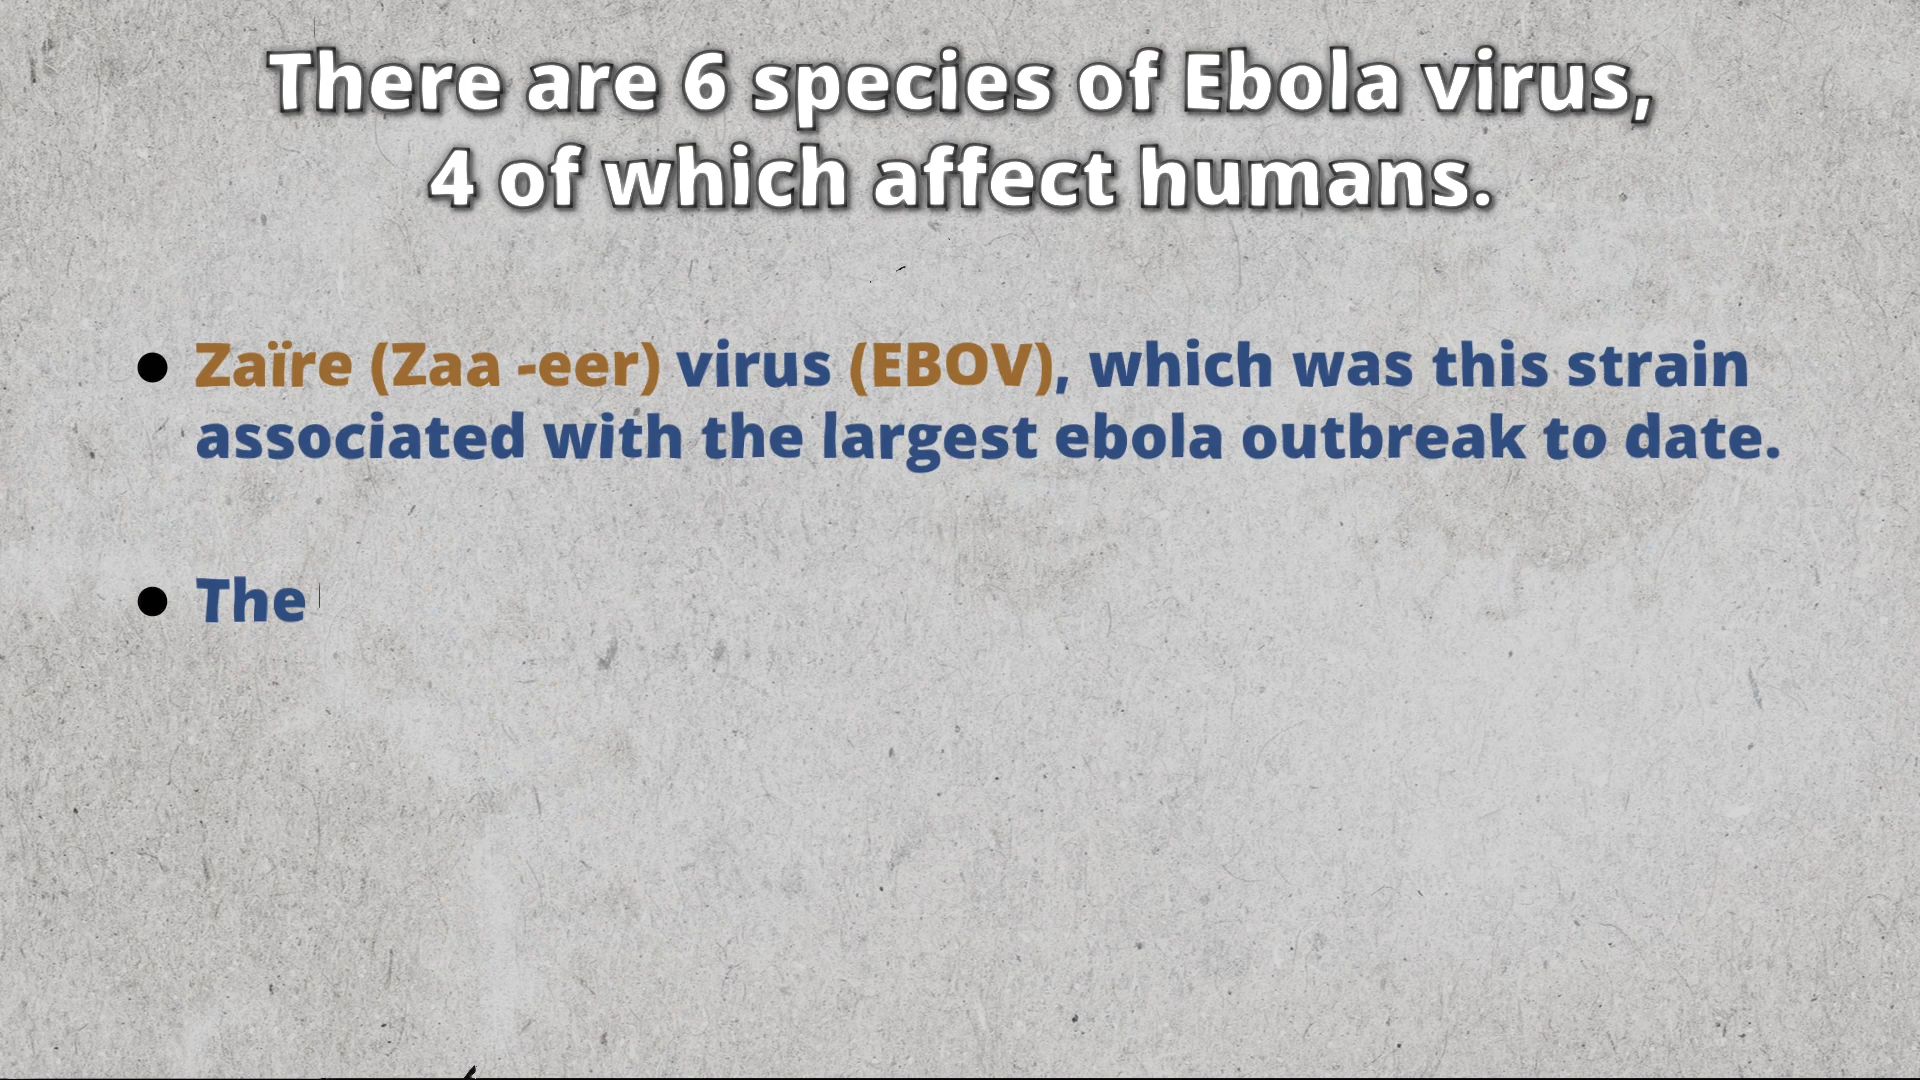 There are 6 species of Ebola virus,
4 of which affect humans.
● Zaïre (Zaa -eer) virus (EBOV), which was this strain
associated with the largest ebola outbreak to date.
● The